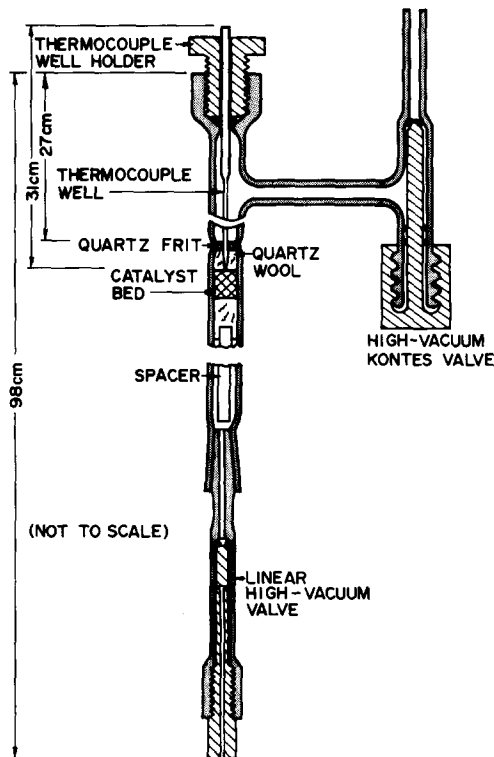 THERMOCOUPLE
WELL HOLDER
27cm
31cm
THERMOCOUPLE
WELL
QUARTZ FRIT
QUARTZ
WOOL
CATALYST
BED
HIGH-VACUUM
KONTES VALVE
SPACER
98cm
(NOT TO SCALE)
LINEAR
HIGH-VACUUM
VALVE